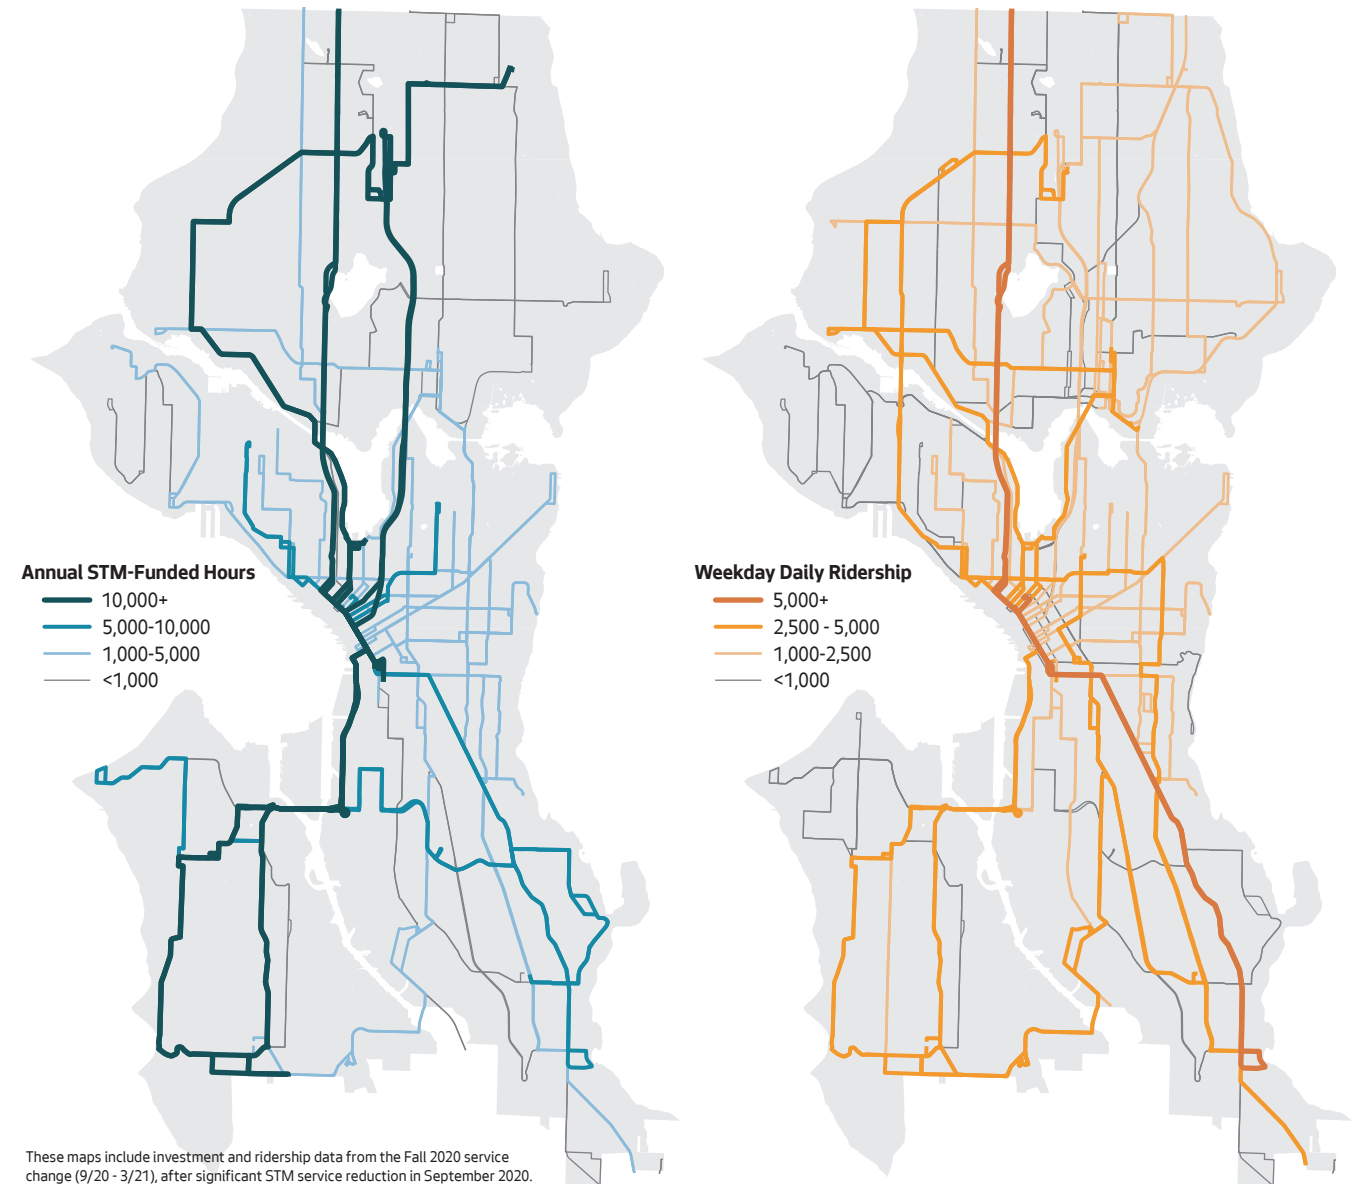 Annual STM-Funded Hours
10,000+
5,000-10,000
1,000-5,000
<1,000
Weekday Daily Ridership
5,000+
2,500 - 5,000
1,000-2,500
<1,000
These maps include investment and ridership data from the Fall 2020 service
change (9/20 - 3/21), after significant STM service reduction in September 2020.